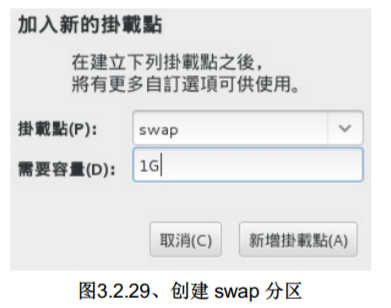 加入新的掛載點
在建立下列掛載點之後，
將有更多自訂選項可供使用。
掛載點(P)： swap
需要容量(D)： 1G
取消(C) 新增掛載點(A)
图3.2.29、创建 swap 分区